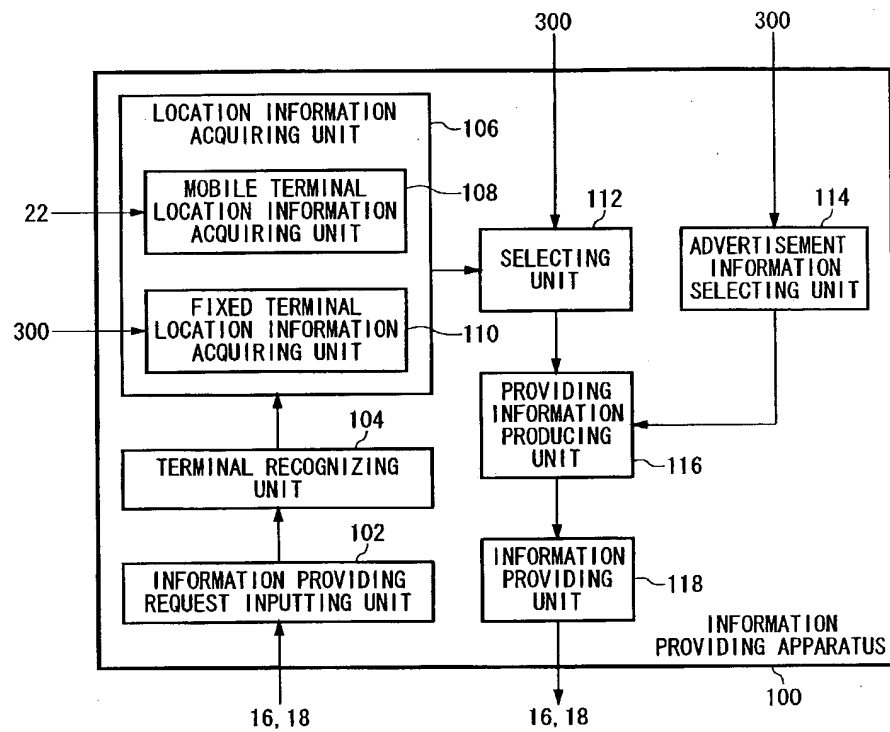 300
300
LOCATION INFORMATION
ACQUIRING UNIT
106
MOBILE TERMINAL
LOCATION INFORMATION
ACQUIRING UNIT
108
22
FIXED TERMINAL
LOCATION INFORMATION
ACQUIRING UNIT
110
300
112
SELECTING
UNIT
114
ADVERTISEMENT
INFORMATION
SELECTING UNIT
PROVIDING
INFORMATION
PRODUCING
UNIT
116
104
TERMINAL RECOGNIZING
UNIT
102
INFORMATION PROVIDING
REQUEST INPUTTING UNIT
INFORMATION
PROVIDING
UNIT
118
INFORMATION
PROVIDING APPARATUS
100
16, 18
16, 18